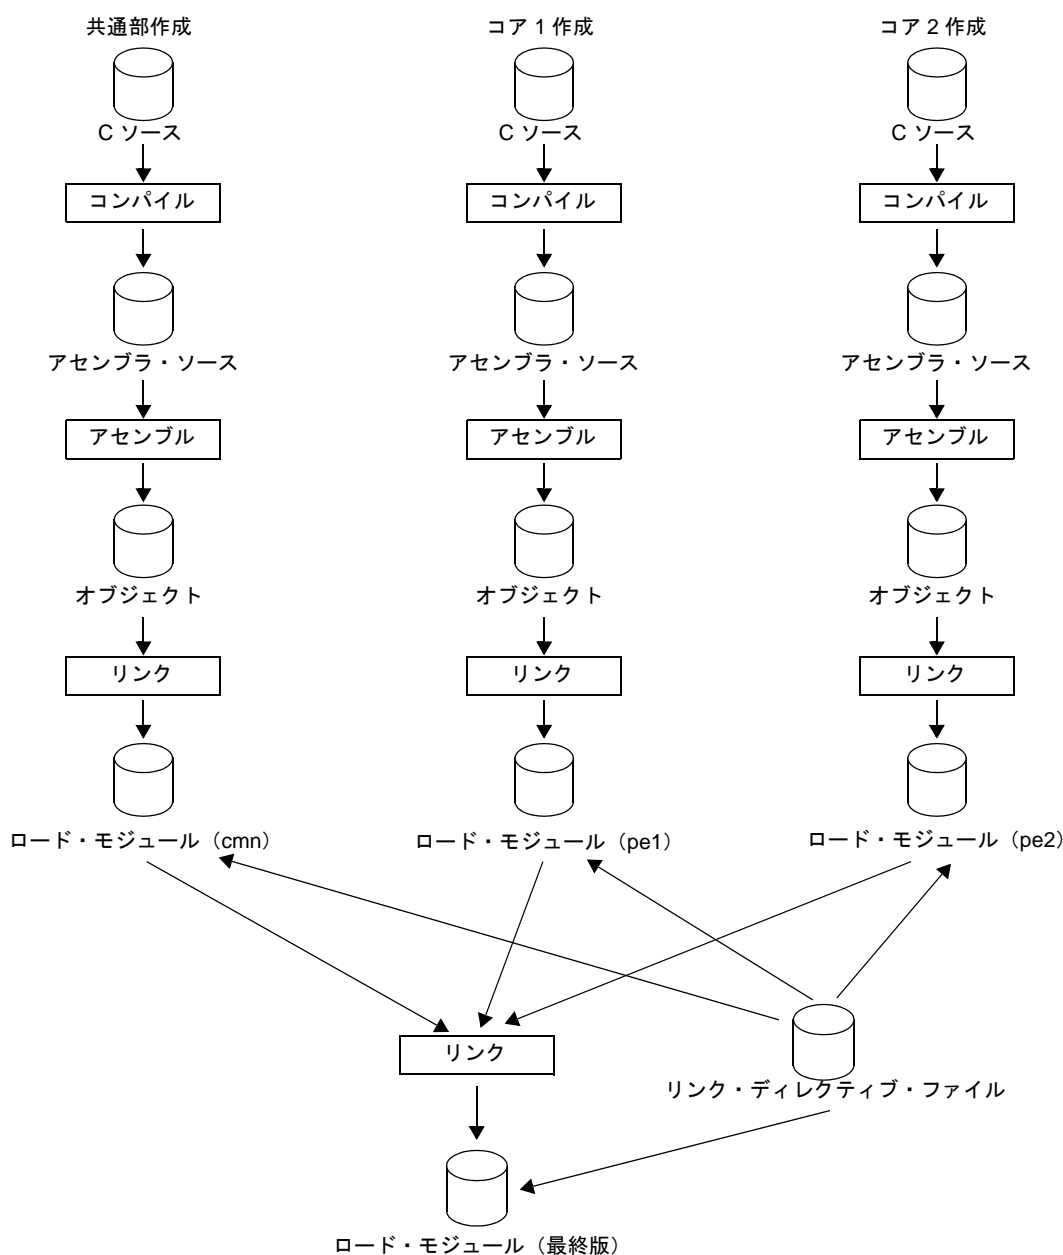 共通部作成
コア 1 作成
コア 2 作成
C ソース
C ソース
C ソース
コンパイル
コンパイル
コンパイル
アセンブラ・ソース
アセンブラ・ソース
アセンブラ・ソース
アセンブル
アセンブル
アセンブル
オブジェクト
オブジェクト
オブジェクト
リンク
リンク
リンク
ロード・モジュール（cmn）
ロード・モジュール（pe1）
ロード・モジュール（pe2）
リンク
リンク・ディレクティブ・ファイル
ロード・モジュール（最終版）